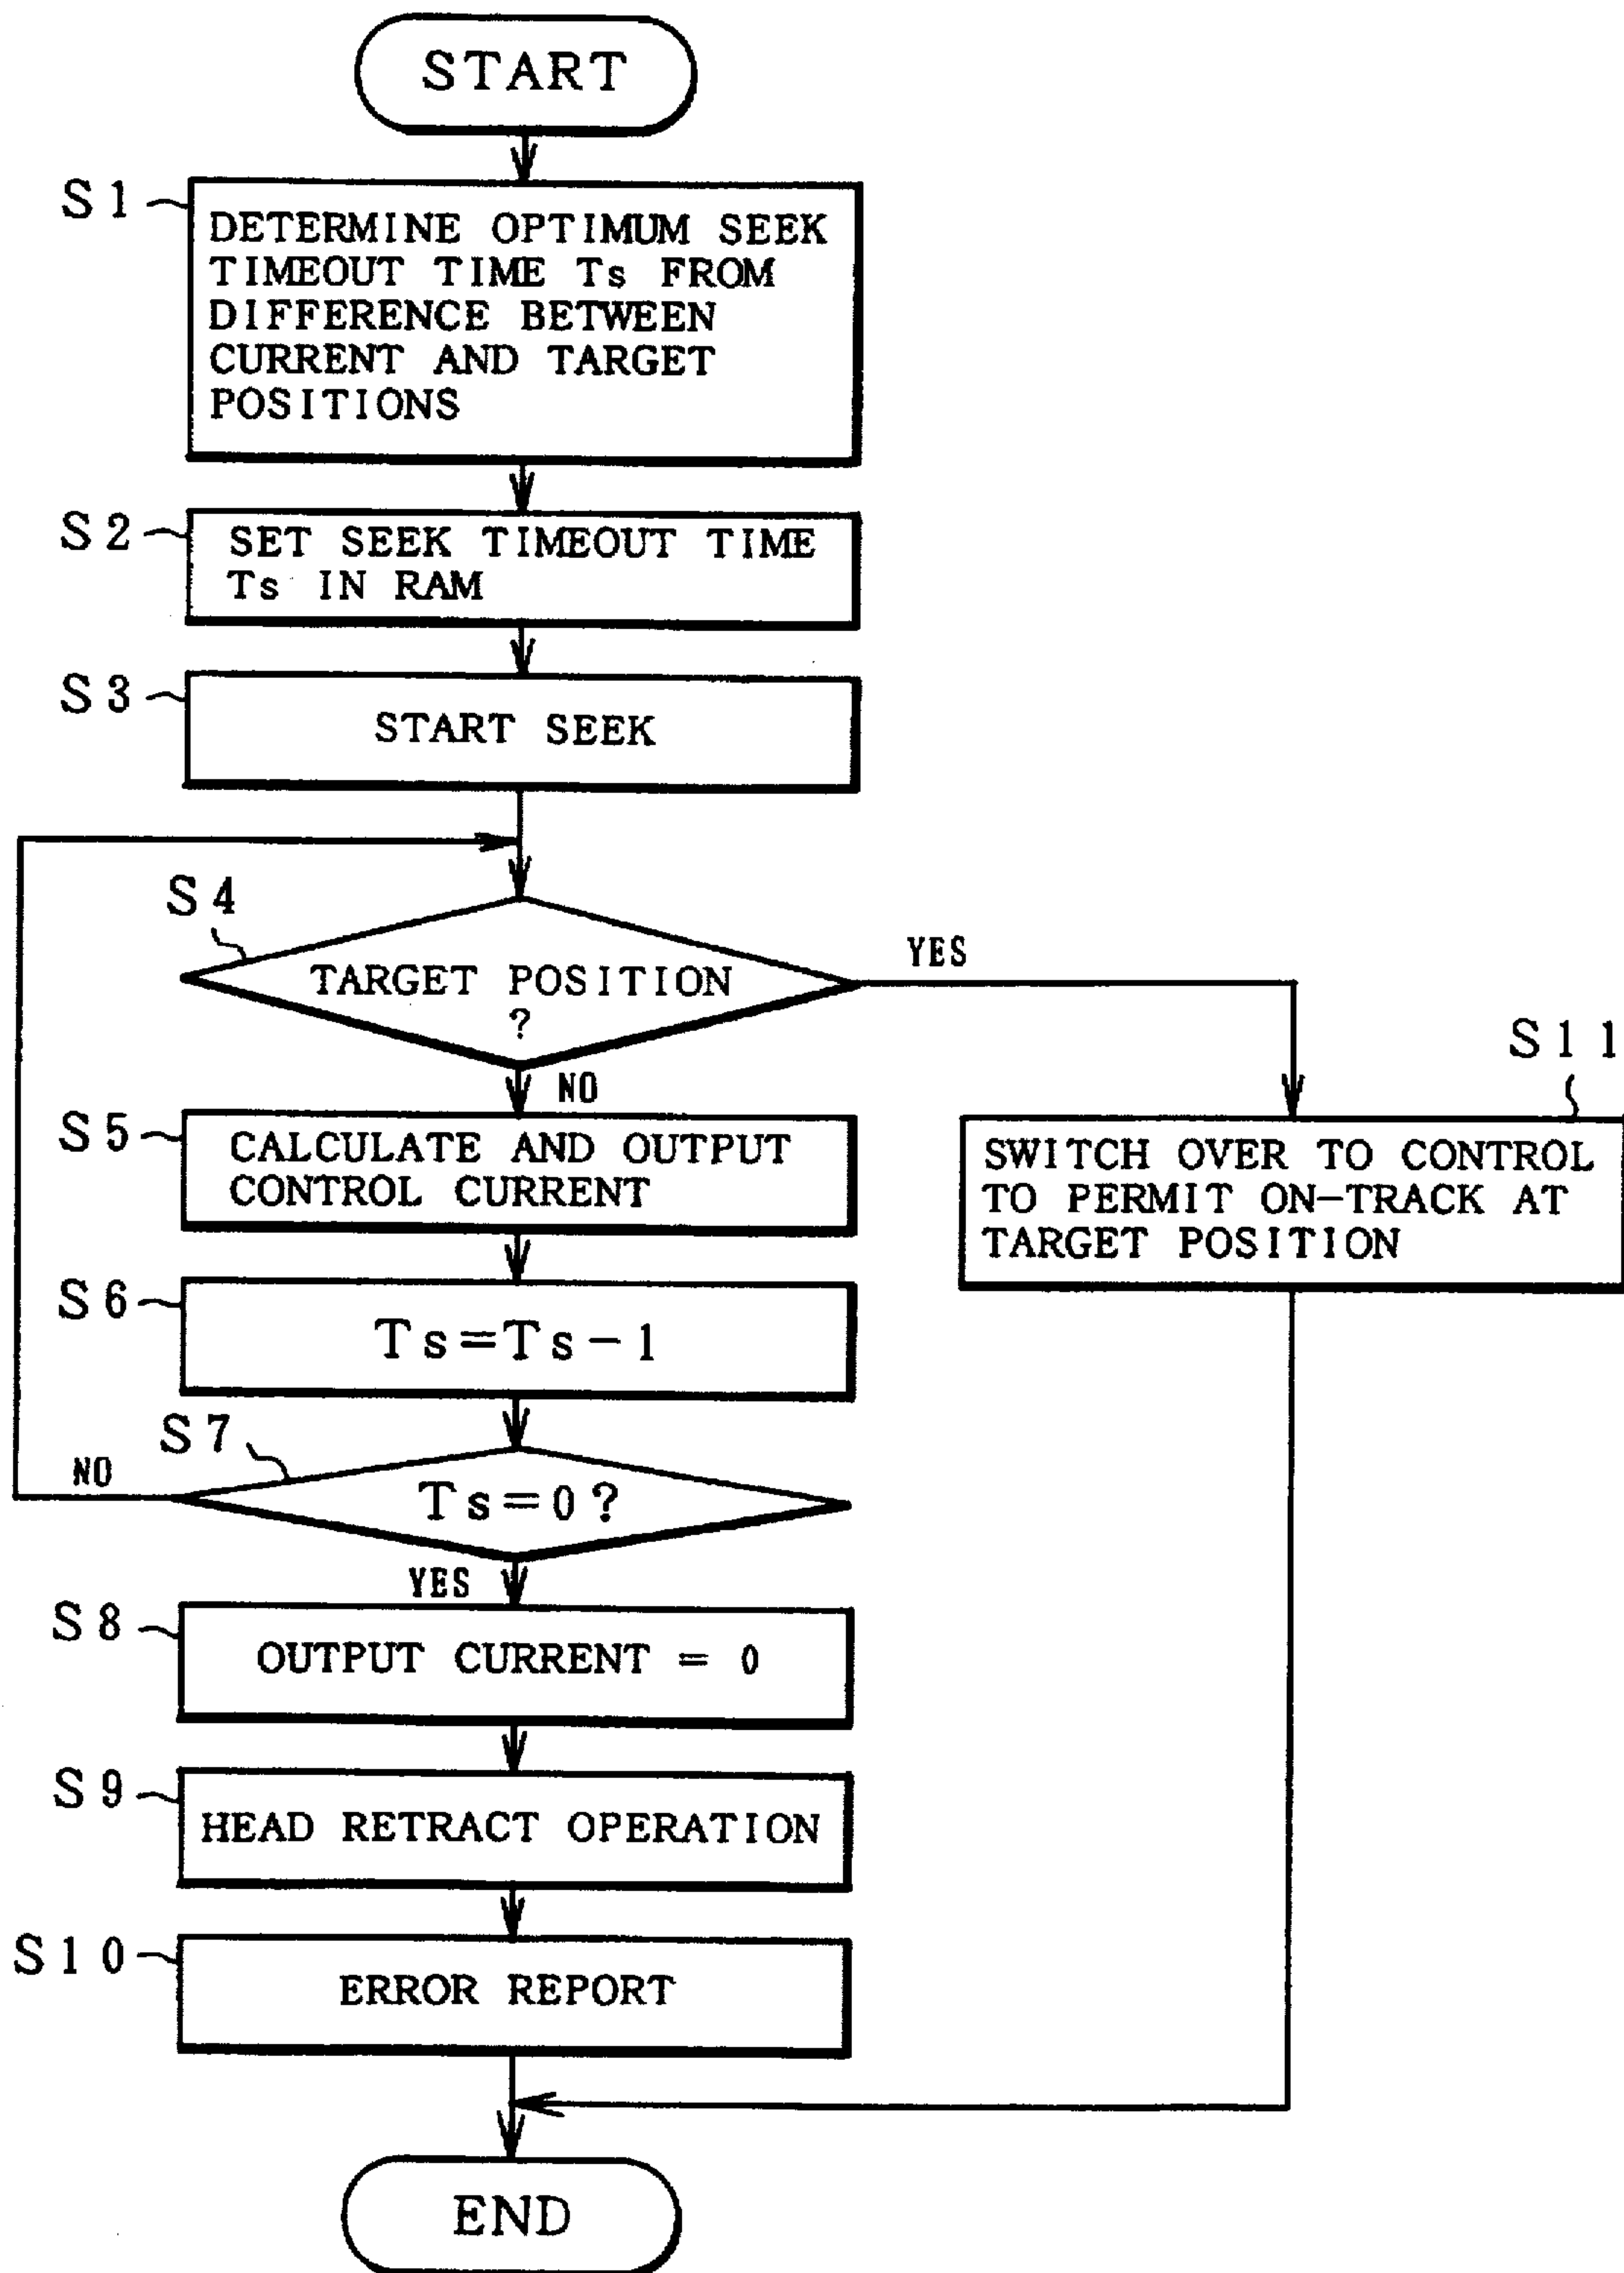 START
S1
DETERMINE OPTIMUM SEEK
TIMEOUT TIME Ts FROM
DIFFERENCE BETWEEN
CURRENT AND TARGET
POSITIONS
S2
SET SEEK TIMEOUT TIME
Ts IN RAM
S3
START SEEK
S4
TARGET POSITION
?
YES
NO
S5
CALCULATE AND OUTPUT
CONTROL CURRENT
S11
SWITCH OVER TO CONTROL
TO PERMIT ON-TRACK AT
TARGET POSITION
S6
Ts=Ts-1
S7
Ts=0?
NO
YES
S8
OUTPUT CURRENT = 0
S9
HEAD RETRACT OPERATION
S10
ERROR REPORT
END